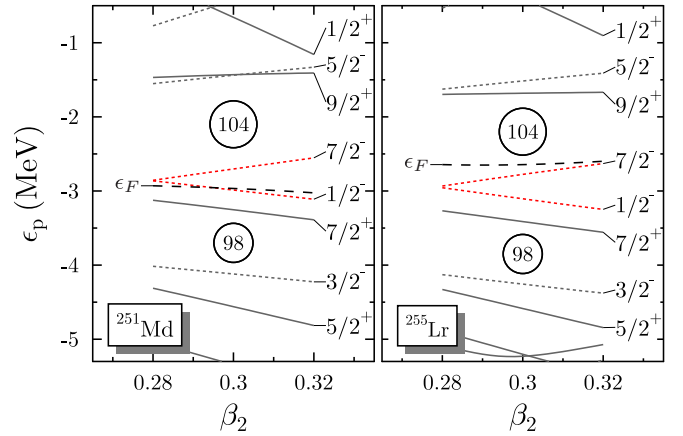 -1
-2
-3
-4
-5
ϵ_p (MeV)
1/2⁺
5/2⁻
9/2⁺
104
7/2⁻
ϵ_F
1/2⁻
7/2⁺
98
3/2⁻
5/2⁺
²⁵¹Md
0.28 0.3 0.32
β₂
1/2⁺
5/2⁻
9/2⁺
104
ϵ_F
7/2⁻
1/2⁻
7/2⁺
98
3/2⁻
5/2⁺
²⁵⁵Lr
0.28 0.3 0.32
β₂